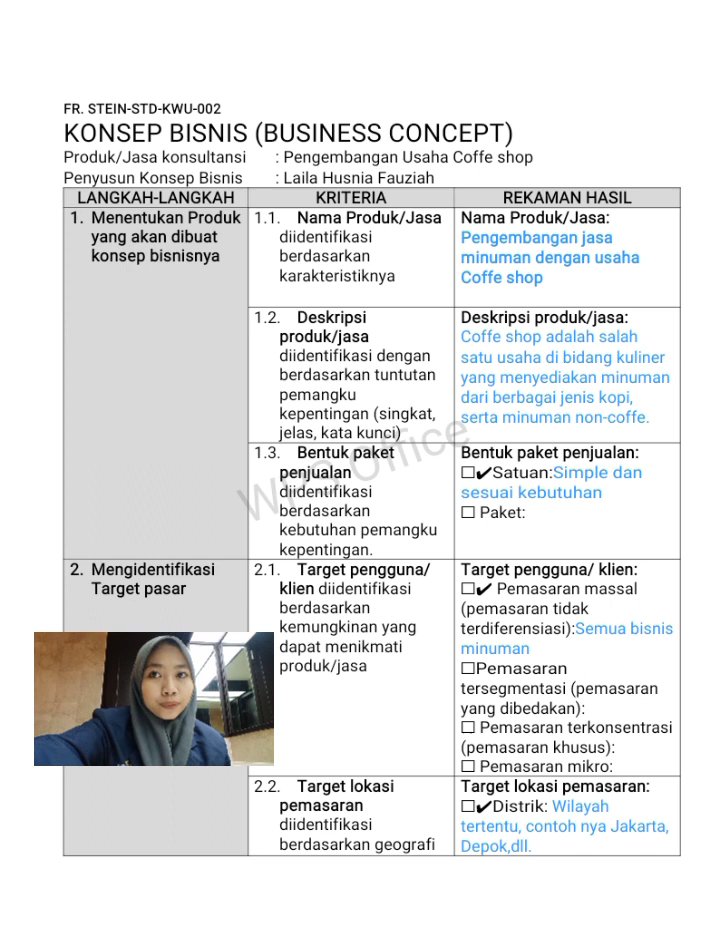 FR. STEIN-STD-KWU-002
KONSEP BISNIS (BUSINESS CONCEPT)
Produk/Jasa konsultansi : Pengembangan Usaha Coffe shop
Penyusun Konsep Bisnis : Laila Husnia Fauziah
LANGKAH-LANGKAH KRITERIA REKAMAN HASIL
1. Menentukan Produk
yang akan dibuat
konsep bisnisnya
1.1. Nama Produk/Jasa
diidentifikasi
berdasarkan
karakteristiknya
Nama Produk/Jasa:
Pengembangan jasa
minuman dengan usaha
Coffe shop
1.2. Deskripsi
produk/jasa
diidentifikasi dengan
berdasarkan tuntutan
pemangku
kepentingan (singkat,
jelas, kata kunci)
Deskripsi produk/jasa:
Coffe shop adalah salah
satu usaha di bidang kuliner
yang menyediakan minuman
dari berbagai jenis kopi,
serta minuman non-coffe.
1.3. Bentuk paket
penjualan
diidentifikasi
berdasarkan
kebutuhan pemangku
kepentingan.
Bentuk paket penjualan:
☐✔Satuan:Simple dan
sesuai kebutuhan
☐ Paket:
2. Mengidentifikasi
Target pasar
2.1. Target pengguna/
klien diidentifikasi
berdasarkan
kemungkinan yang
dapat menikmati
produk/jasa
Target pengguna/ klien:
☐✔ Pemasaran massal
(pemasaran tidak
terdiferensiasi):Semua bisnis
minuman
☐Pemasaran
tersegmentasi (pemasaran
yang dibedakan):
☐ Pemasaran terkonsentrasi
(pemasaran khusus):
☐ Pemasaran mikro:
2.2. Target lokasi
pemasaran
diidentifikasi
berdasarkan geografi
Target lokasi pemasaran:
☐✔Distrik: Wilayah
tertentu, contoh nya Jakarta,
Depok,dll.
WPS Office